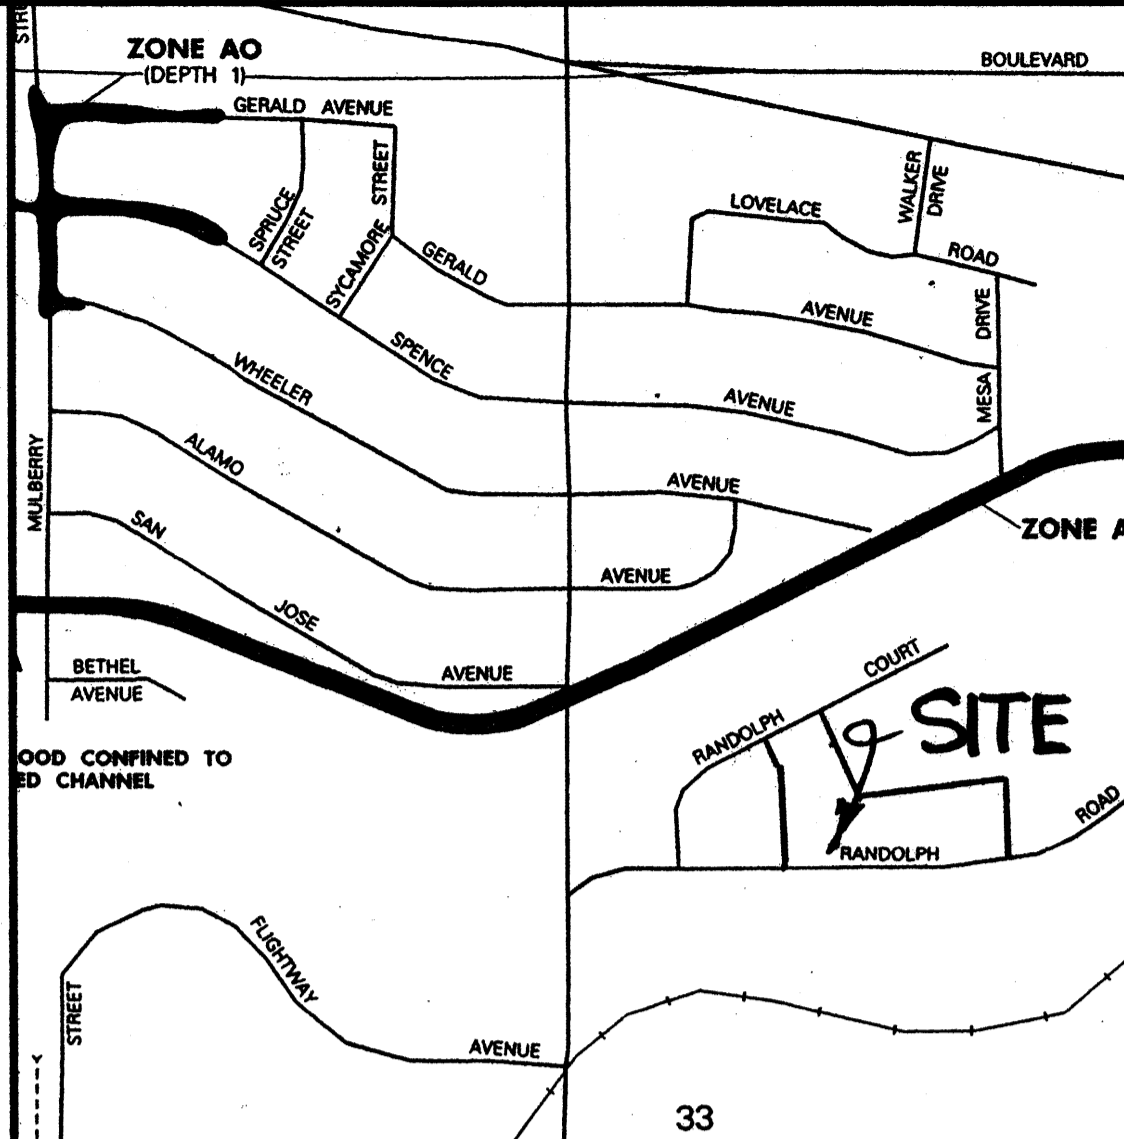 STR
ZONE AO
(DEPTH 1)
BOULEVARD
GERALD AVENUE
STREET
SPRUCE
STREET
SYCAMORE
GERALD
WALKER
DRIVE
LOVELACE
ROAD
AVENUE
DRIVE
MESA
SPENCE
AVENUE
WHEELER
AVENUE
ALAMO
AVENUE
MULBERRY
SAN
JOSE
AVENUE
ZONE A
BETHEL
AVENUE
OOD CONFINED TO
ED CHANNEL
COURT
RANDOLPH
SITE
ROAD
RANDOLPH
FLIGHTWAY
AVENUE
STREET
33